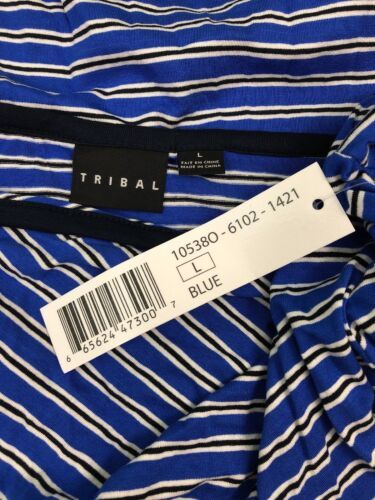 TRIBAL
L
FAIT EN CHINE
MADE IN CHINA
10538O-6102-1421
L
BLUE
6 65624 47300 7